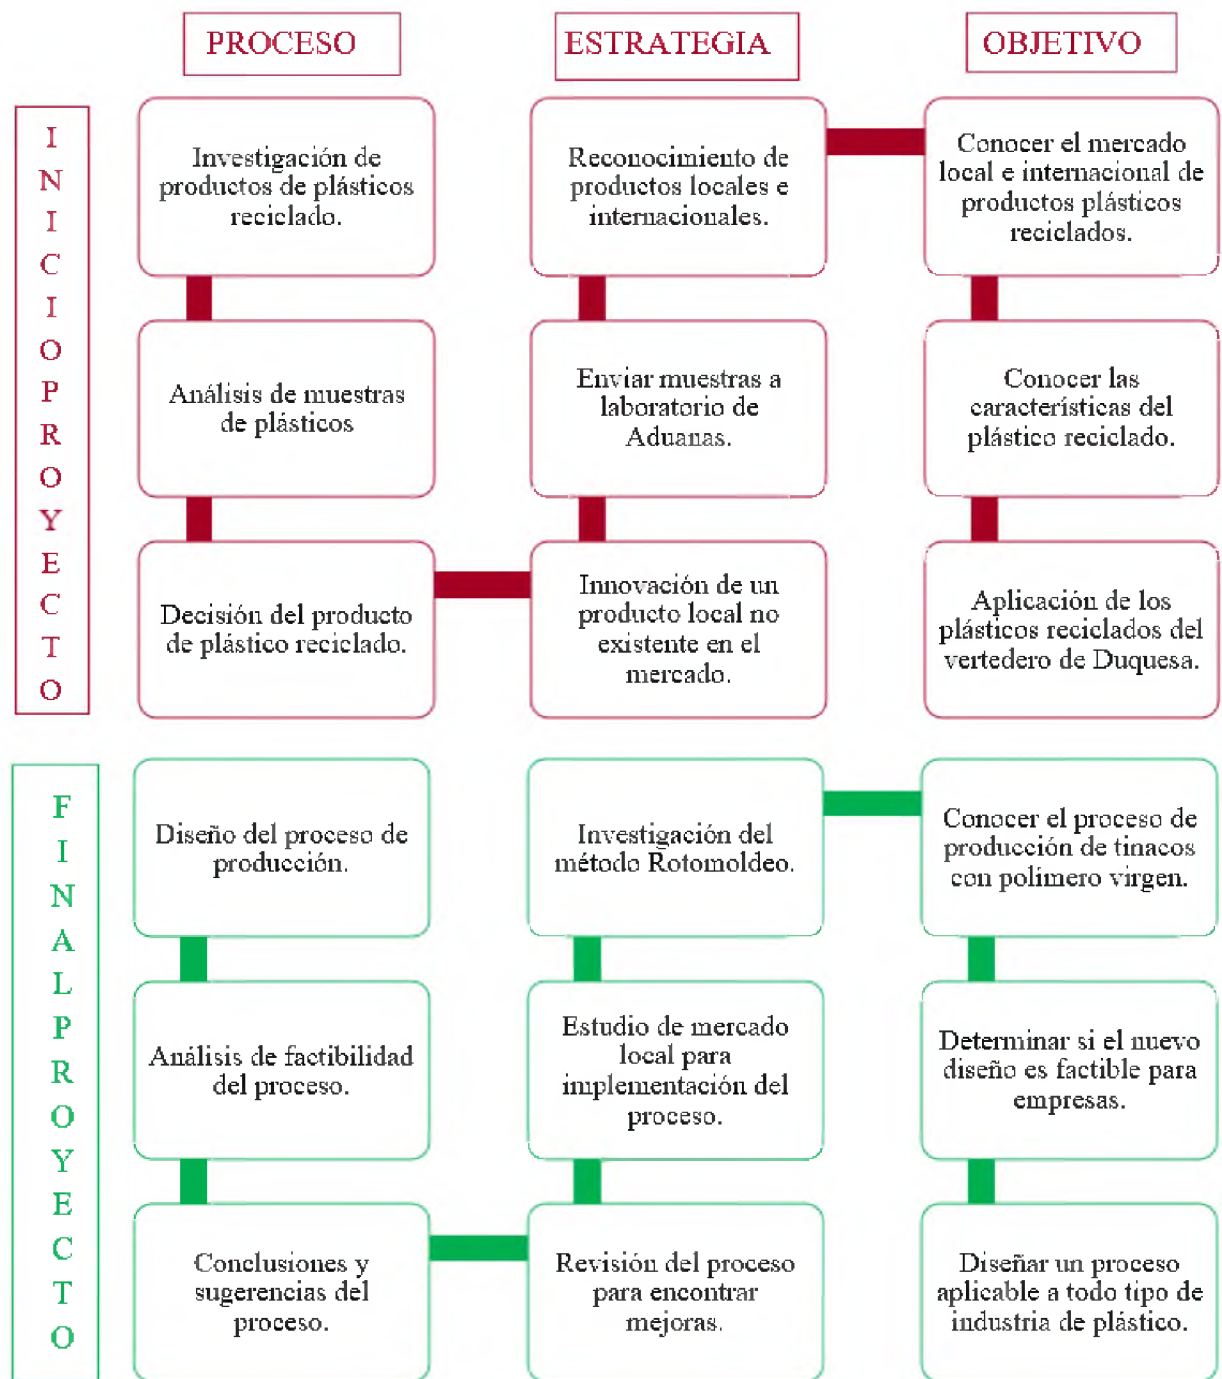 PROCESO
ESTRATEGIA
OBJETIVO
INICIO PROYECTO
Investigación de
productos de plásticos
reciclado.
Reconocimiento de
productos locales e
internacionales.
Conocer el mercado
local e internacional de
productos plásticos
reciclados.
Análisis de muestras
de plásticos
Enviar muestras a
laboratorio de
Aduanas.
Conocer las
características del
plástico reciclado.
Decisión del producto
de plástico reciclado.
Innovación de un
producto local no
existente en el
mercado.
Aplicación de los
plásticos reciclados del
vertedero de Duquesa.
FINAL PROYECTO
Diseño del proceso de
producción.
Investigación del
método Rotomoldeo.
Conocer el proceso de
producción de tinacos
con polimero virgen.
Análisis de factibilidad
del proceso.
Estudio de mercado
local para
implementación del
proceso.
Determinar si el nuevo
diseño es factible para
empresas.
Conclusiones y
sugerencias del
proceso.
Revisión del proceso
para encontrar
mejoras.
Diseñar un proceso
aplicable a todo tipo de
industria de plástico.